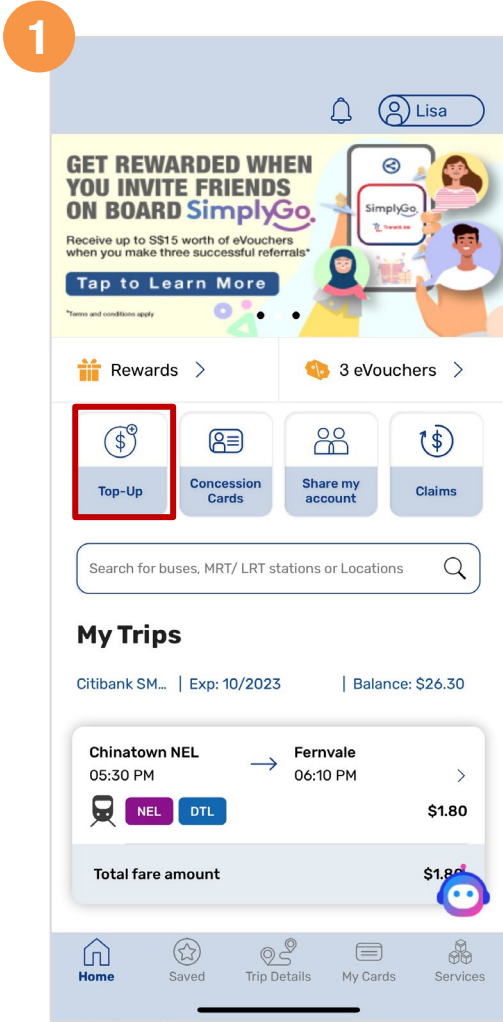 1
Lisa
GET REWARDED WHEN
YOU INVITE FRIENDS
ON BOARD SimplyGo.
Receive up to S$15 worth of eVouchers
when you make three successful referrals*
Tap to Learn More
*Terms and conditions apply
SimplyGo.
TransitLink
Rewards
3 eVouchers
Top-Up
Concession
Cards
Share my
account
Claims
Search for buses, MRT/ LRT stations or Locations
My Trips
Citibank SM... | Exp: 10/2023 | Balance: $26.30
Chinatown NEL
Fernvale
05:30 PM
06:10 PM
NEL DTL
$1.80
Total fare amount
Home
Saved
Trip Details
My Cards
Services